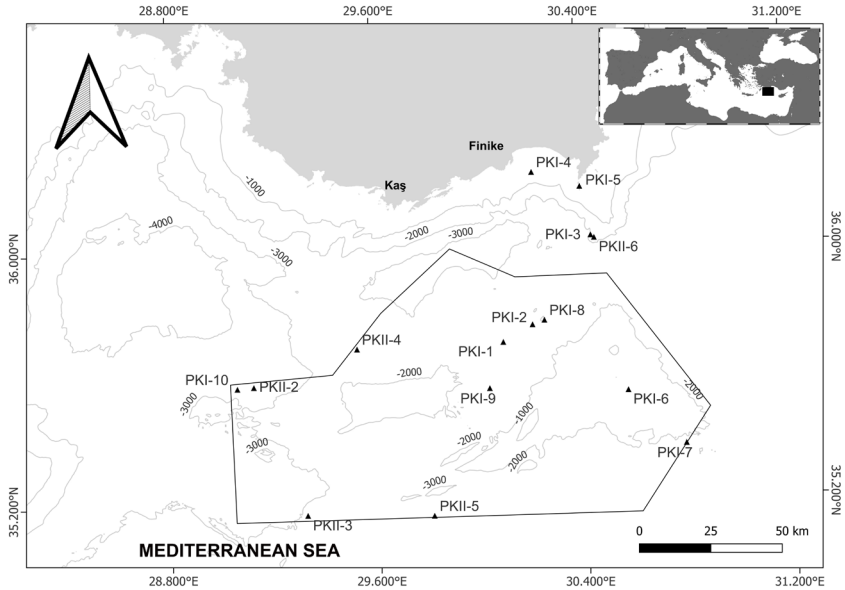 28.800°E 29.600°E 30.400°E 31.200°E
Finike
PKI-4
Kaş
PKI-5
-1000
-4000
-2000 -3000
PKI-3
PKII-6
36.000°N
36.000°N
-3000
PKI-8
PKI-2
PKII-4
PKI-1
-2000
PKI-10
PKII-2
-2000
PKI-9
PKI-6
-3000
-1000
-3000
-2000
PKI-7
-2000
-3000
35.200°N
35.200°N
PKII-5
PKII-3
0 25 50 km
MEDITERRANEAN SEA
28.800°E 29.600°E 30.400°E 31.200°E